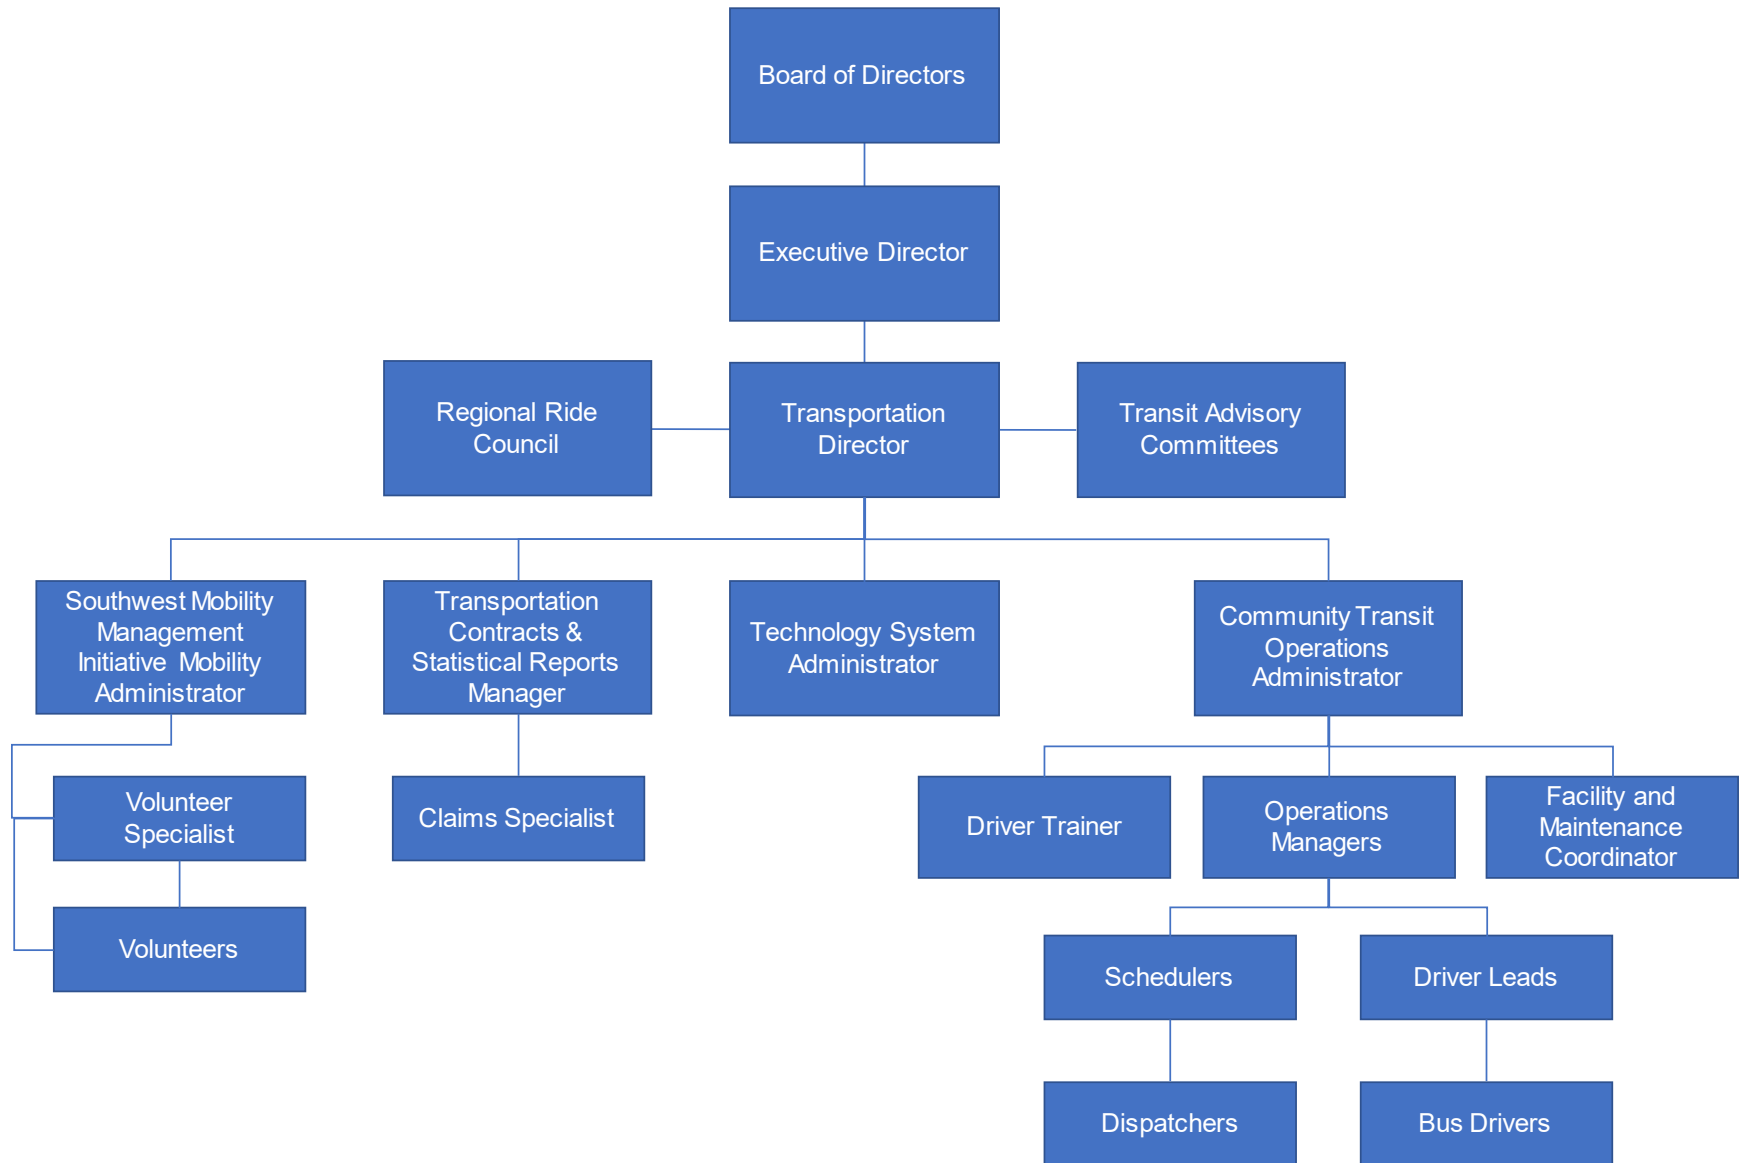 Board of Directors
Executive Director
Regional Ride
Council
Transportation
Director
Transit Advisory
Committees
Southwest Mobility
Management
Initiative Mobility
Administrator
Transportation
Contracts &
Statistical Reports
Manager
Technology System
Administrator
Community Transit
Operations
Administrator
Volunteer
Specialist
Claims Specialist
Driver Trainer
Operations
Managers
Facility and
Maintenance
Coordinator
Volunteers
Schedulers
Driver Leads
Dispatchers
Bus Drivers